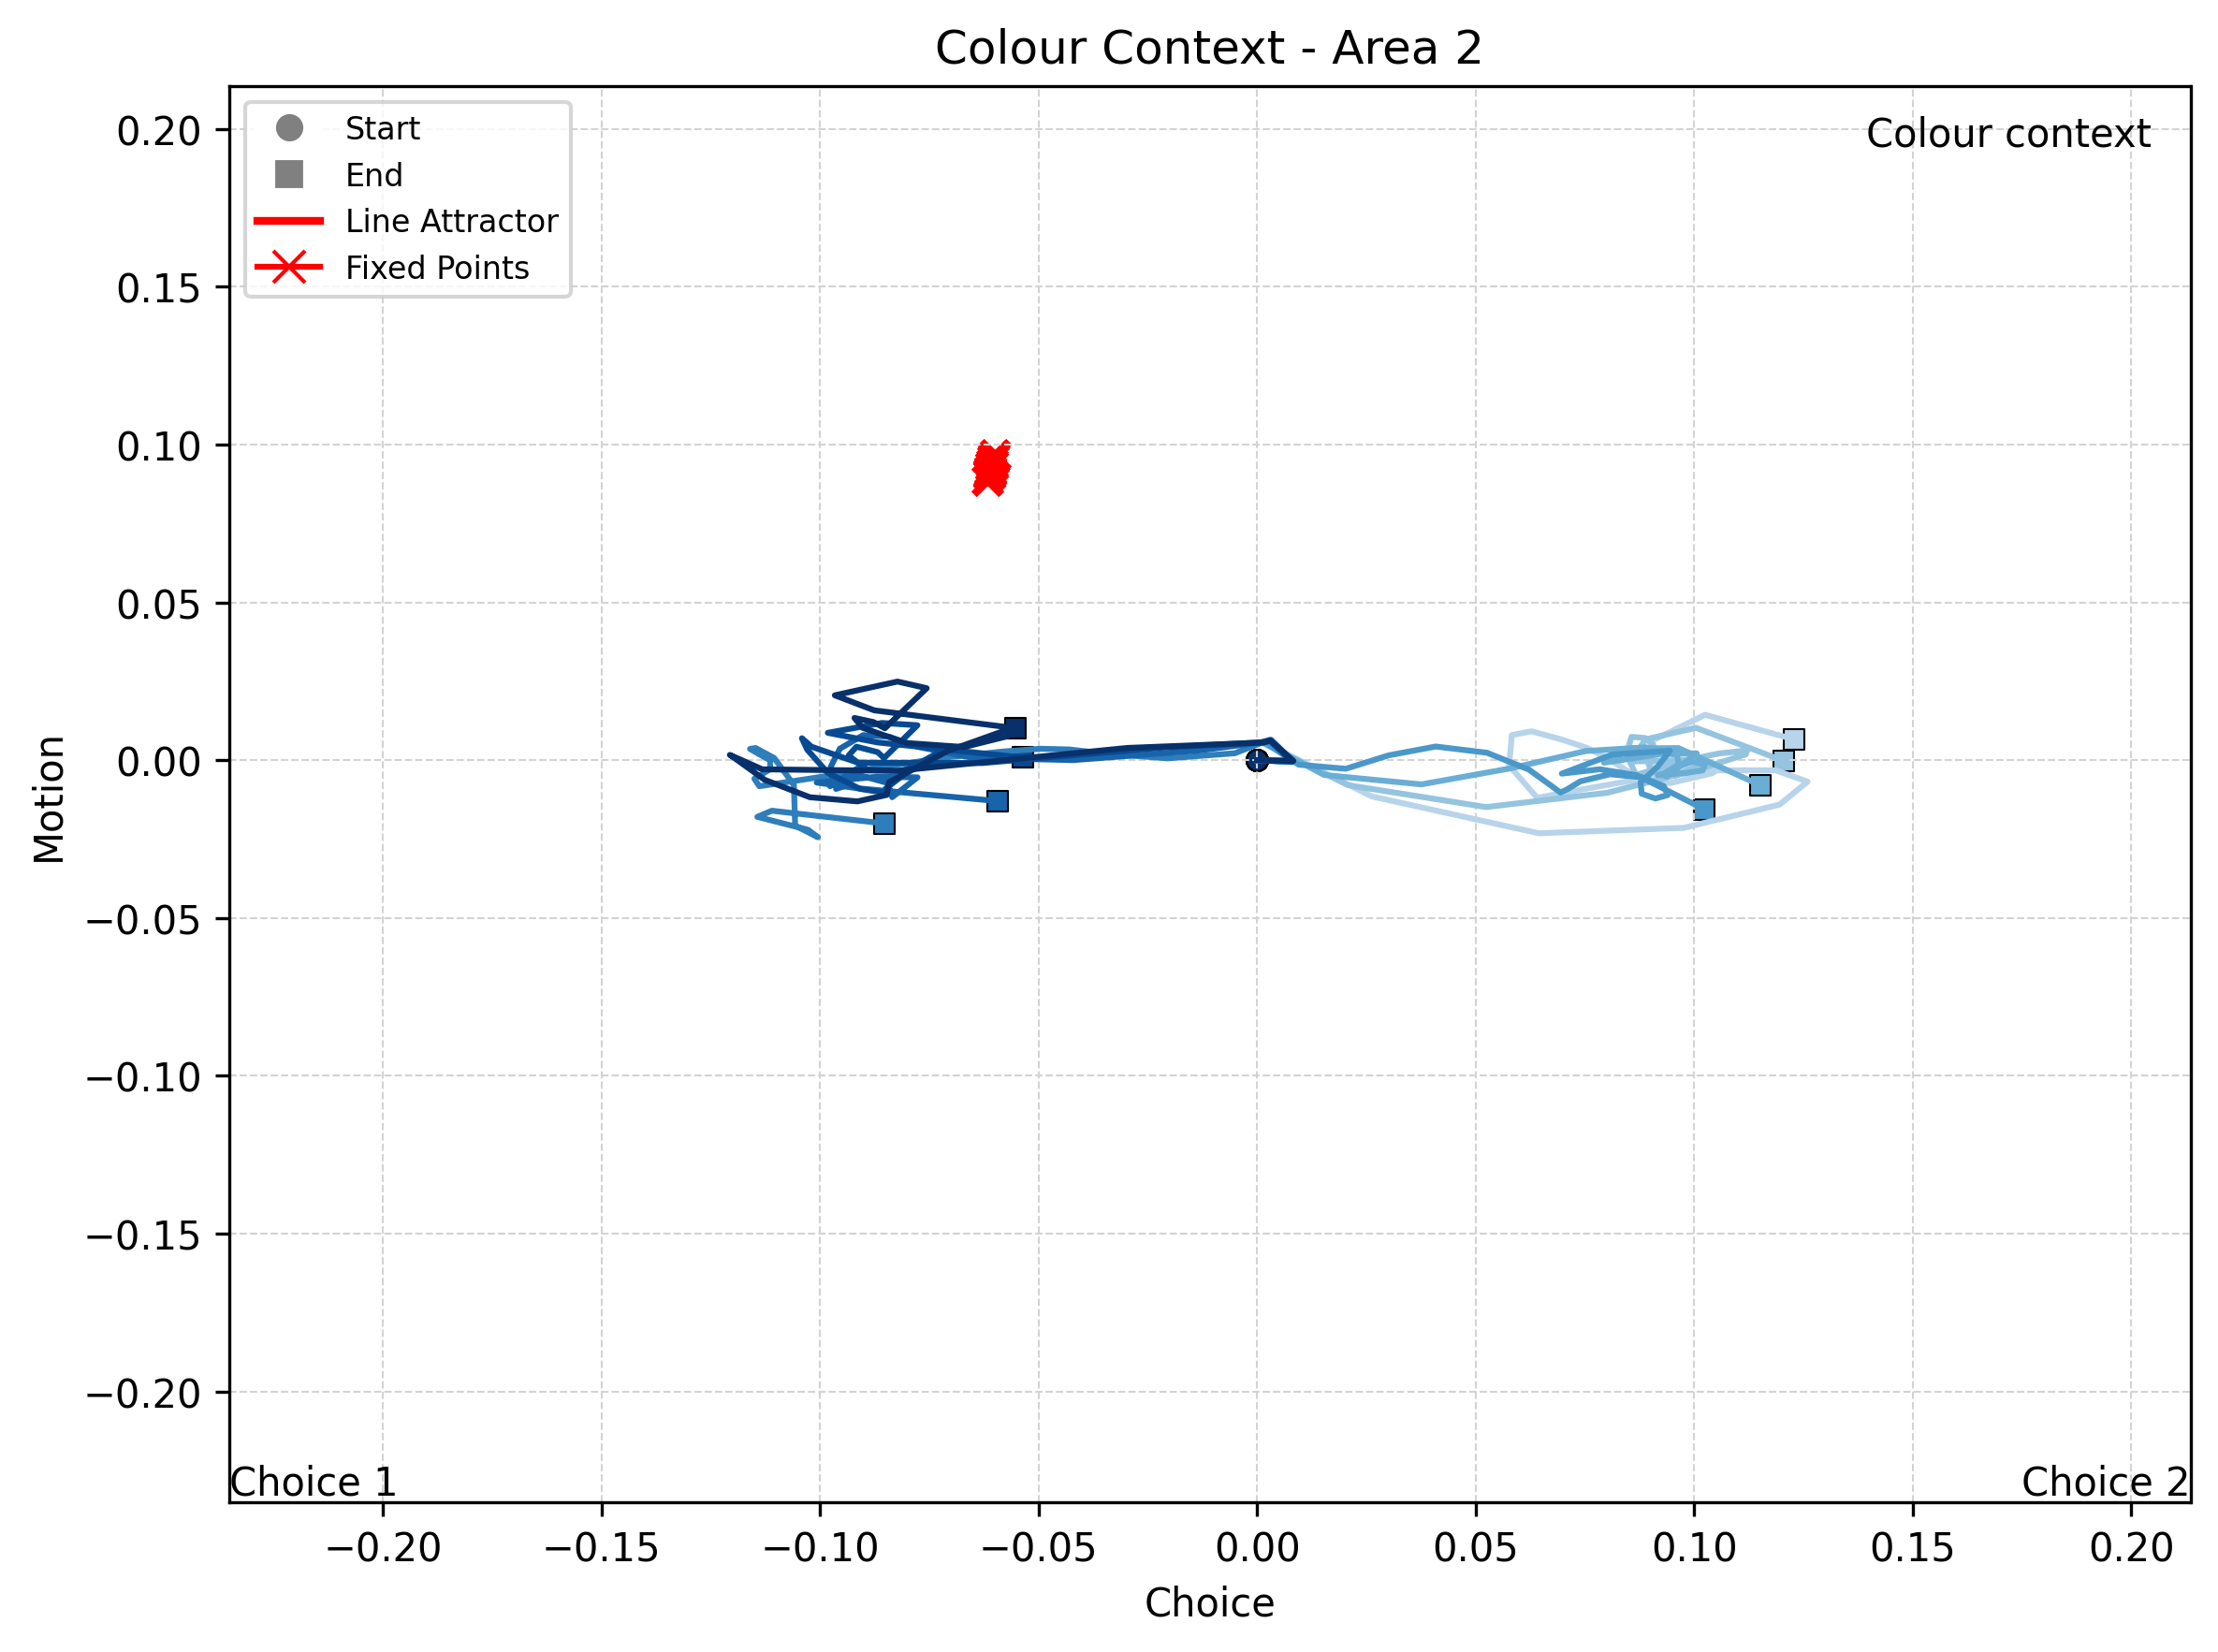 Colour Context - Area 2
Start
End
Line Attractor
Fixed Points
Colour context
0.20
0.15
0.10
0.05
0.00
−0.05
−0.10
−0.15
−0.20
Motion
Choice 1
Choice 2
−0.20
−0.15
−0.10
−0.05
0.00
0.05
0.10
0.15
0.20
Choice